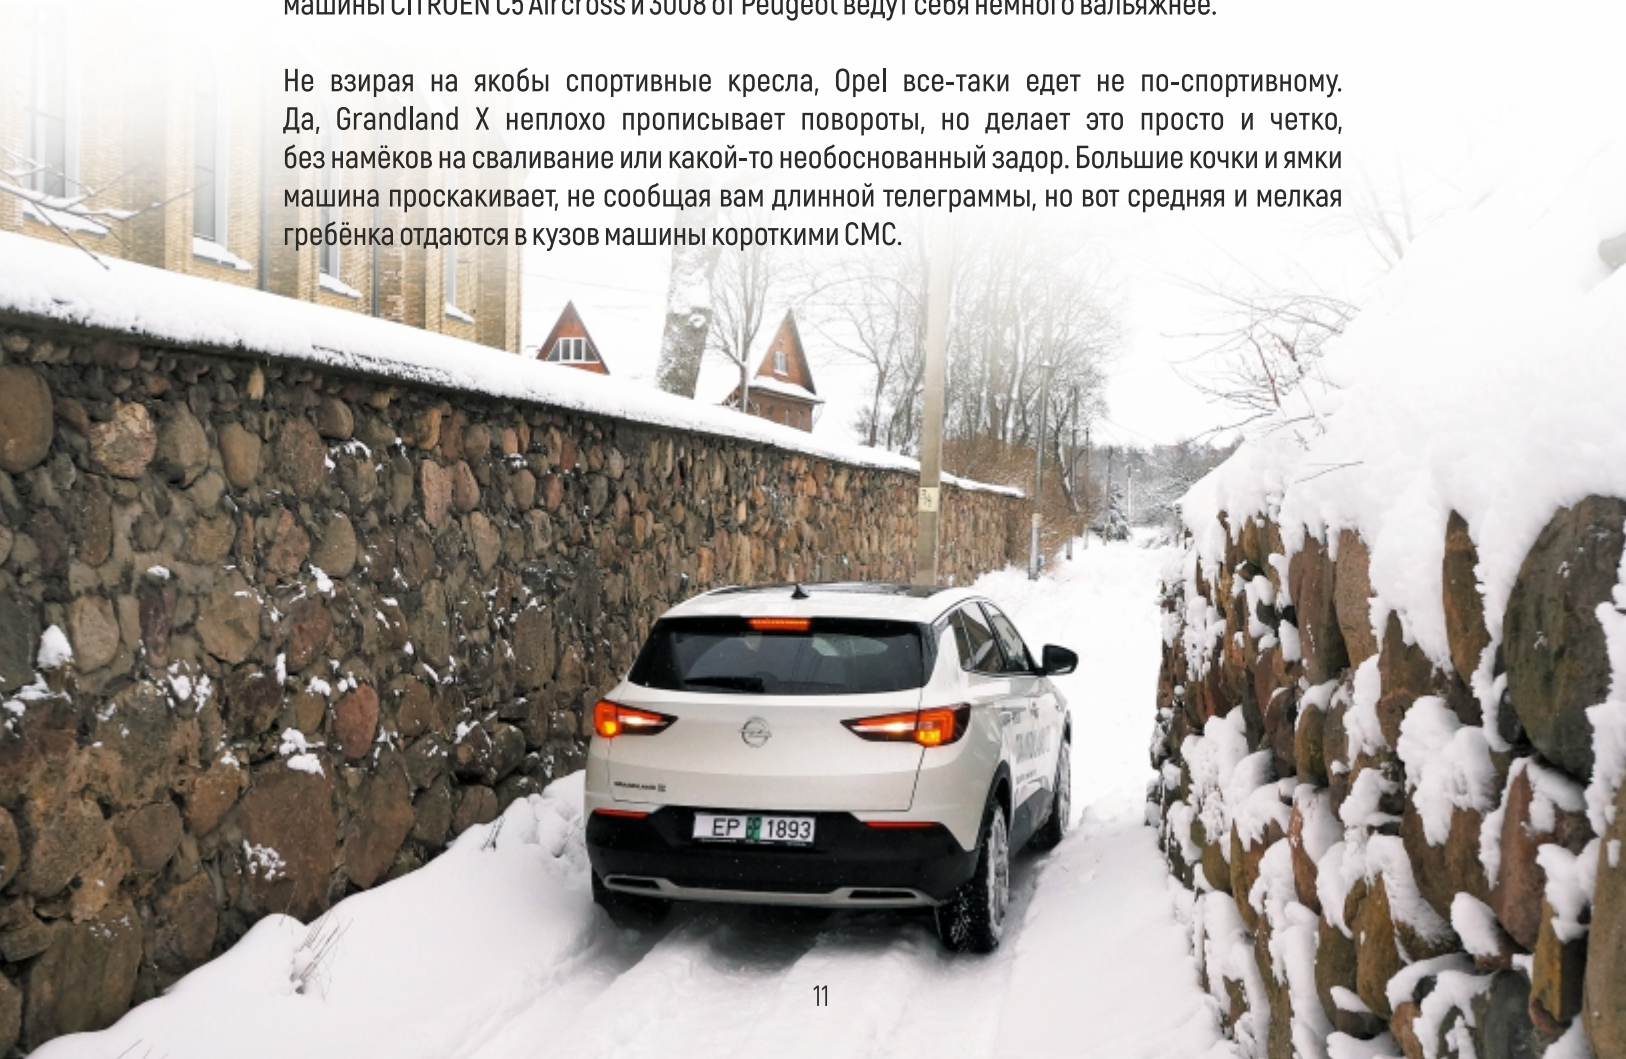 машины CITROEN C5 Aircross и 3008 от Peugeot ведут себя немного вальяжнее.
Не взирая на якобы спортивные кресла, Opel все-таки едет не по-спортивному.
Да, Grandland X неплохо прописывает повороты, но делает это просто и четко,
без намёков на сваливание или какой-то необоснованный задор. Большие кочки и ямки
машина проскакивает, не сообщая вам длинной телеграммы, но вот средняя и мелкая
гребёнка отдаются в кузов машины короткими СМС.
EP 1893
11